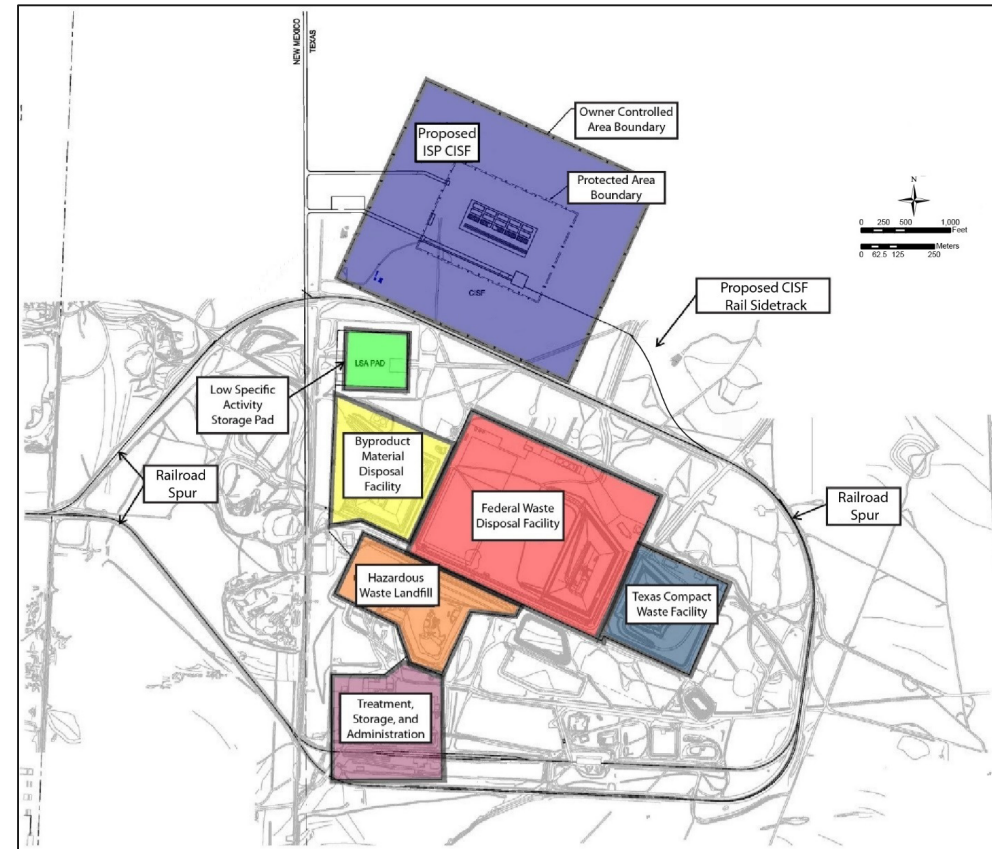 NEW MEXICO
TEXAS
Owner Controlled
Area Boundary
Proposed
ISP CISF
Protected Area
Boundary
N
0 250 500 1,000
Feet
Meters
0 62.5 125 250
CISF
Proposed CISF
Rail Sidetrack
LSA PAD
Low Specific
Activity
Storage Pad
Byproduct
Material
Disposal
Facility
Railroad
Spur
Federal Waste
Disposal Facility
Railroad
Spur
Hazardous
Waste Landfill
Texas Compact
Waste Facility
Treatment,
Storage, and
Administration